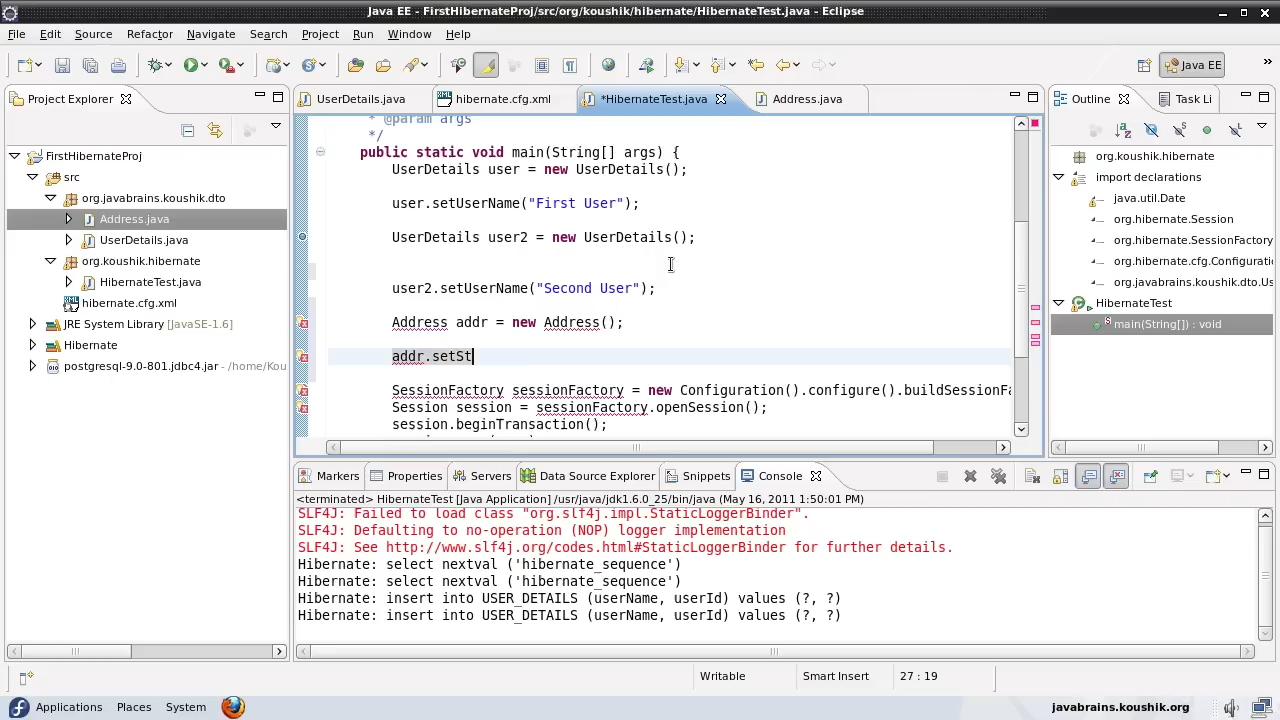 Java EE - FirstHibernateProj/src/org/koushik/hibernate/HibernateTest.java - Eclipse
File Edit Source Refactor Navigate Search Project Run Window Help
Java EE
Project Explorer
UserDetails.java hibernate.cfg.xml *HibernateTest.java Address.java
Outline Task Li
FirstHibernateProj
src
org.javabrains.koushik.dto
Address.java
UserDetails.java
org.koushik.hibernate
HibernateTest.java
hibernate.cfg.xml
JRE System Library [JavaSE-1.6]
Hibernate
postgresql-9.0-801.jdbc4.jar - /home/Kou
* @param args
*/
public static void main(String[] args) {
UserDetails user = new UserDetails();
user.setUserName("First User");
UserDetails user2 = new UserDetails();
user2.setUserName("Second User");
Address addr = new Address();
addr.setSt
SessionFactory sessionFactory = new Configuration().configure().buildSessionFa
Session session = sessionFactory.openSession();
session.beginTransaction();
org.koushik.hibernate
import declarations
java.util.Date
org.hibernate.Session
org.hibernate.SessionFactory
org.hibernate.cfg.Configuratio
org.javabrains.koushik.dto.Us
HibernateTest
main(String[]) : void
Markers Properties Servers Data Source Explorer Snippets Console
<terminated> HibernateTest [Java Application] /usr/java/jdk1.6.0_25/bin/java (May 16, 2011 1:50:01 PM)
SLF4J: Failed to load class "org.slf4j.impl.StaticLoggerBinder".
SLF4J: Defaulting to no-operation (NOP) logger implementation
SLF4J: See http://www.slf4j.org/codes.html#StaticLoggerBinder for further details.
Hibernate: select nextval ('hibernate_sequence')
Hibernate: select nextval ('hibernate_sequence')
Hibernate: insert into USER_DETAILS (userName, userId) values (?, ?)
Hibernate: insert into USER_DETAILS (userName, userId) values (?, ?)
Writable Smart Insert 27 : 19
Applications Places System javabrains.koushik.org